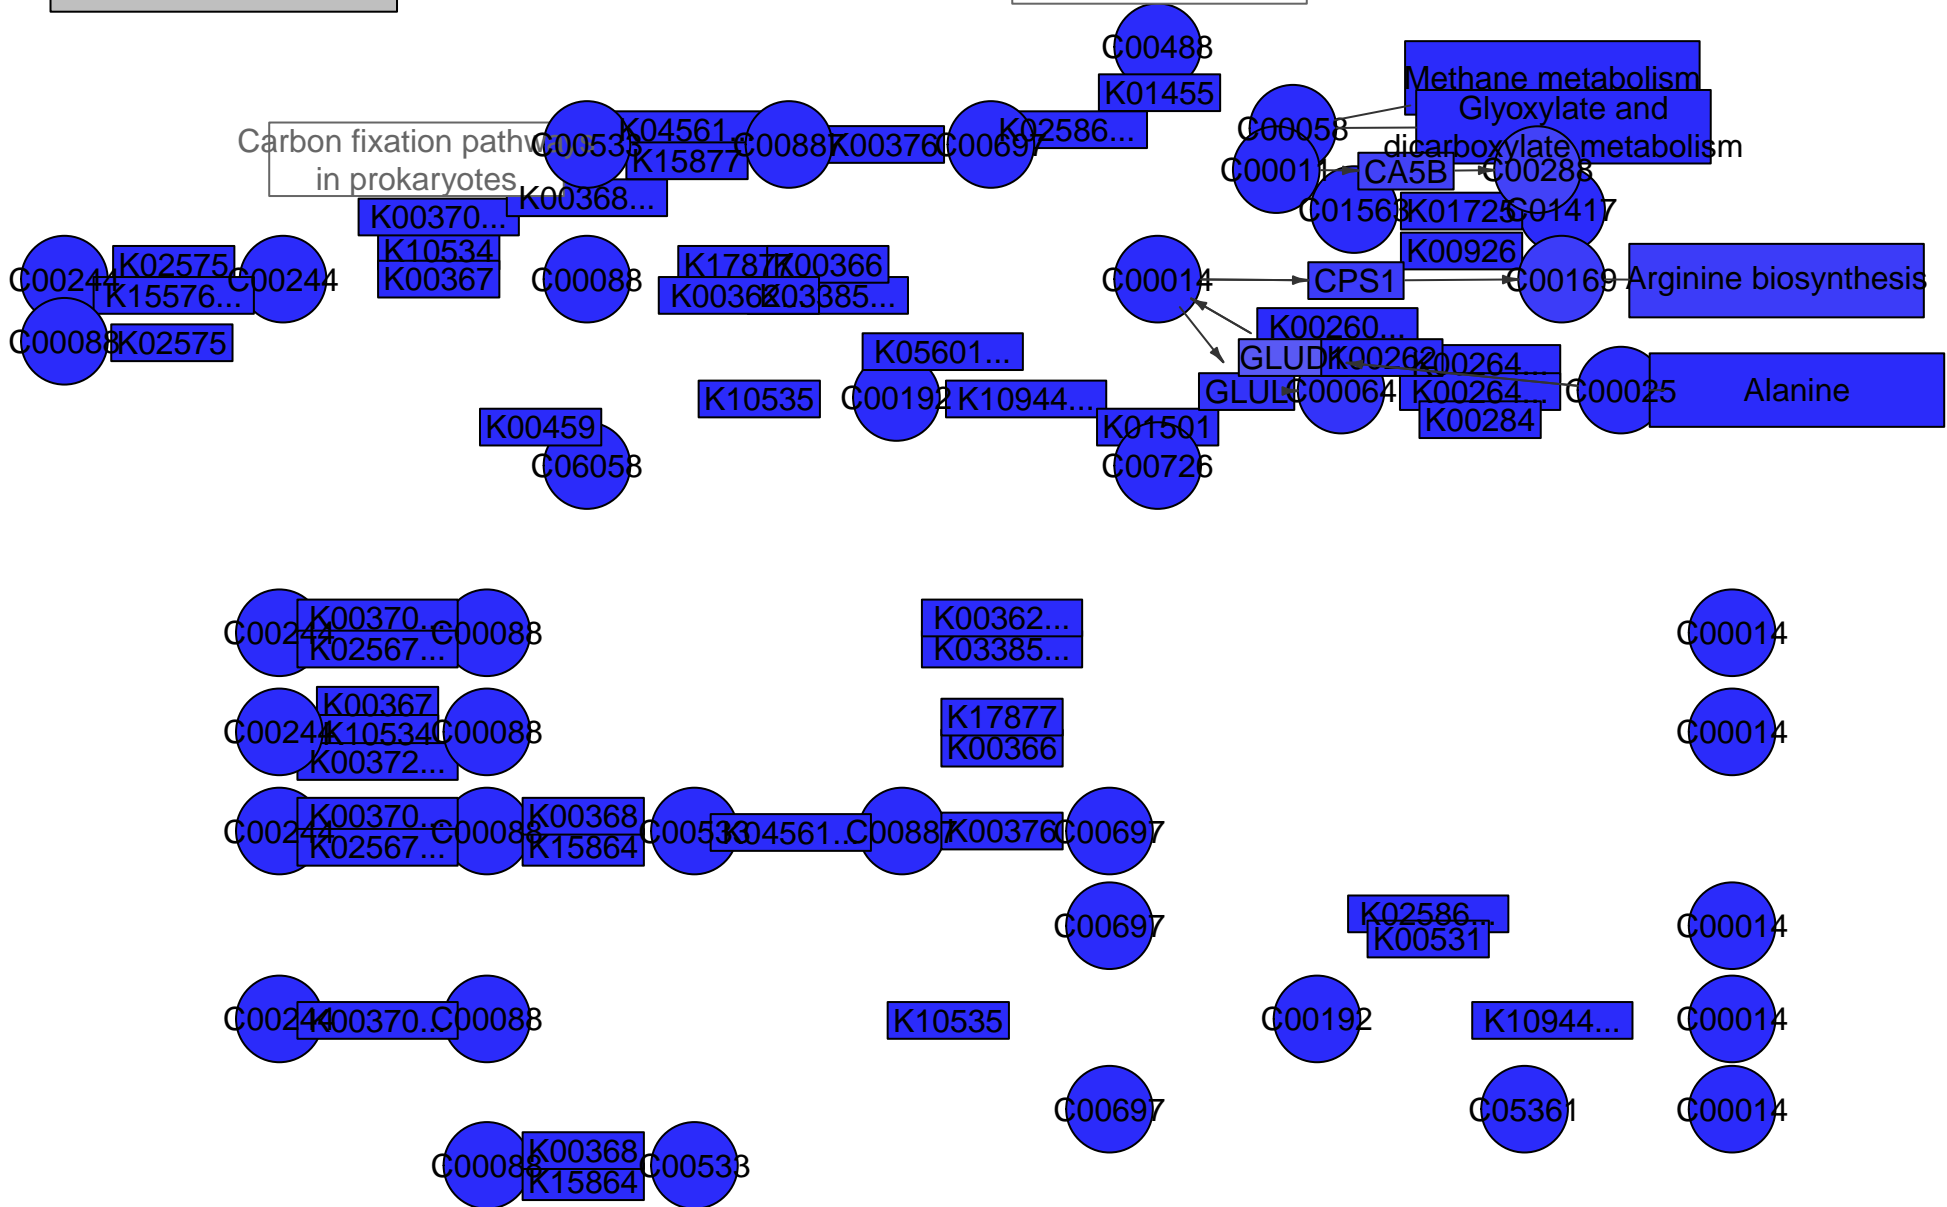 C00488
K01455
Methane metabolism
Glyoxylate and
dicarboxylate metabolism
C00058
Carbon fixation pathways
in prokaryotes
C00533
K04561...
K15877
C00887
K00376
C00697
K02586...
C00011
CA5B
C00288
K00368...
K00370...
C01563
K01725
C01417
K10534
K00367
K00926
C00244
K02575
K15576...
C00244
C00088
K17877
K00366
K00362...
K03385...
C00014
CPS1
C00169
Arginine biosynthesis
C00088
K02575
K05601...
K00260...
GLUD1
K00262
K00264...
K10535
C00192
K10944...
GLUL
C00064
K00264...
C00025
Alanine
K00284
K00459
K01501
C06058
C00726
C00244
K00370...
K02567...
C00088
K00362...
K03385...
C00014
C00244
K00367
K10534
K00372...
C00088
K17877
K00366
C00014
C00244
K00370...
K02567...
C00088
K00368
K15864
C00533
K04561...
C00887
K00376
C00697
C00697
K02586...
K00531
C00014
C00244
K00370...
C00088
K10535
C00192
K10944...
C00014
C00697
C05361
C00014
C00088
K00368
K15864
C00533